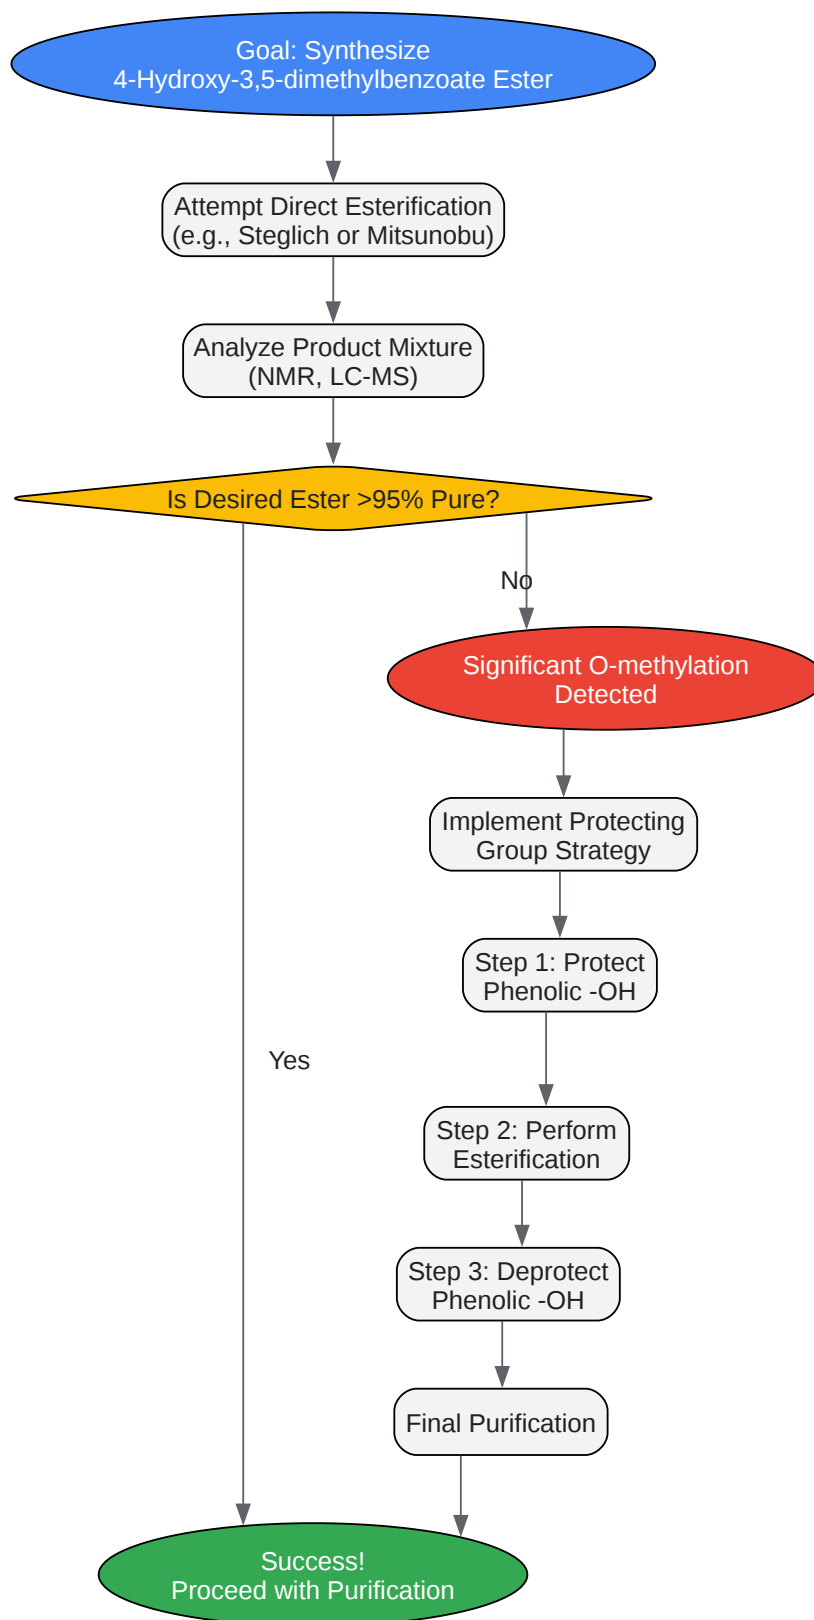 Goal: Synthesize
4-Hydroxy-3,5-dimethylbenzoate Ester
Attempt Direct Esterification
(e.g., Steglich or Mitsunobu)
Analyze Product Mixture
(NMR, LC-MS)
Is Desired Ester >95% Pure?
No
Significant O-methylation
Detected
Implement Protecting
Group Strategy
Step 1: Protect
Phenolic -OH
Yes
Step 2: Perform
Esterification
Step 3: Deprotect
Phenolic -OH
Final Purification
Success!
Proceed with Purification